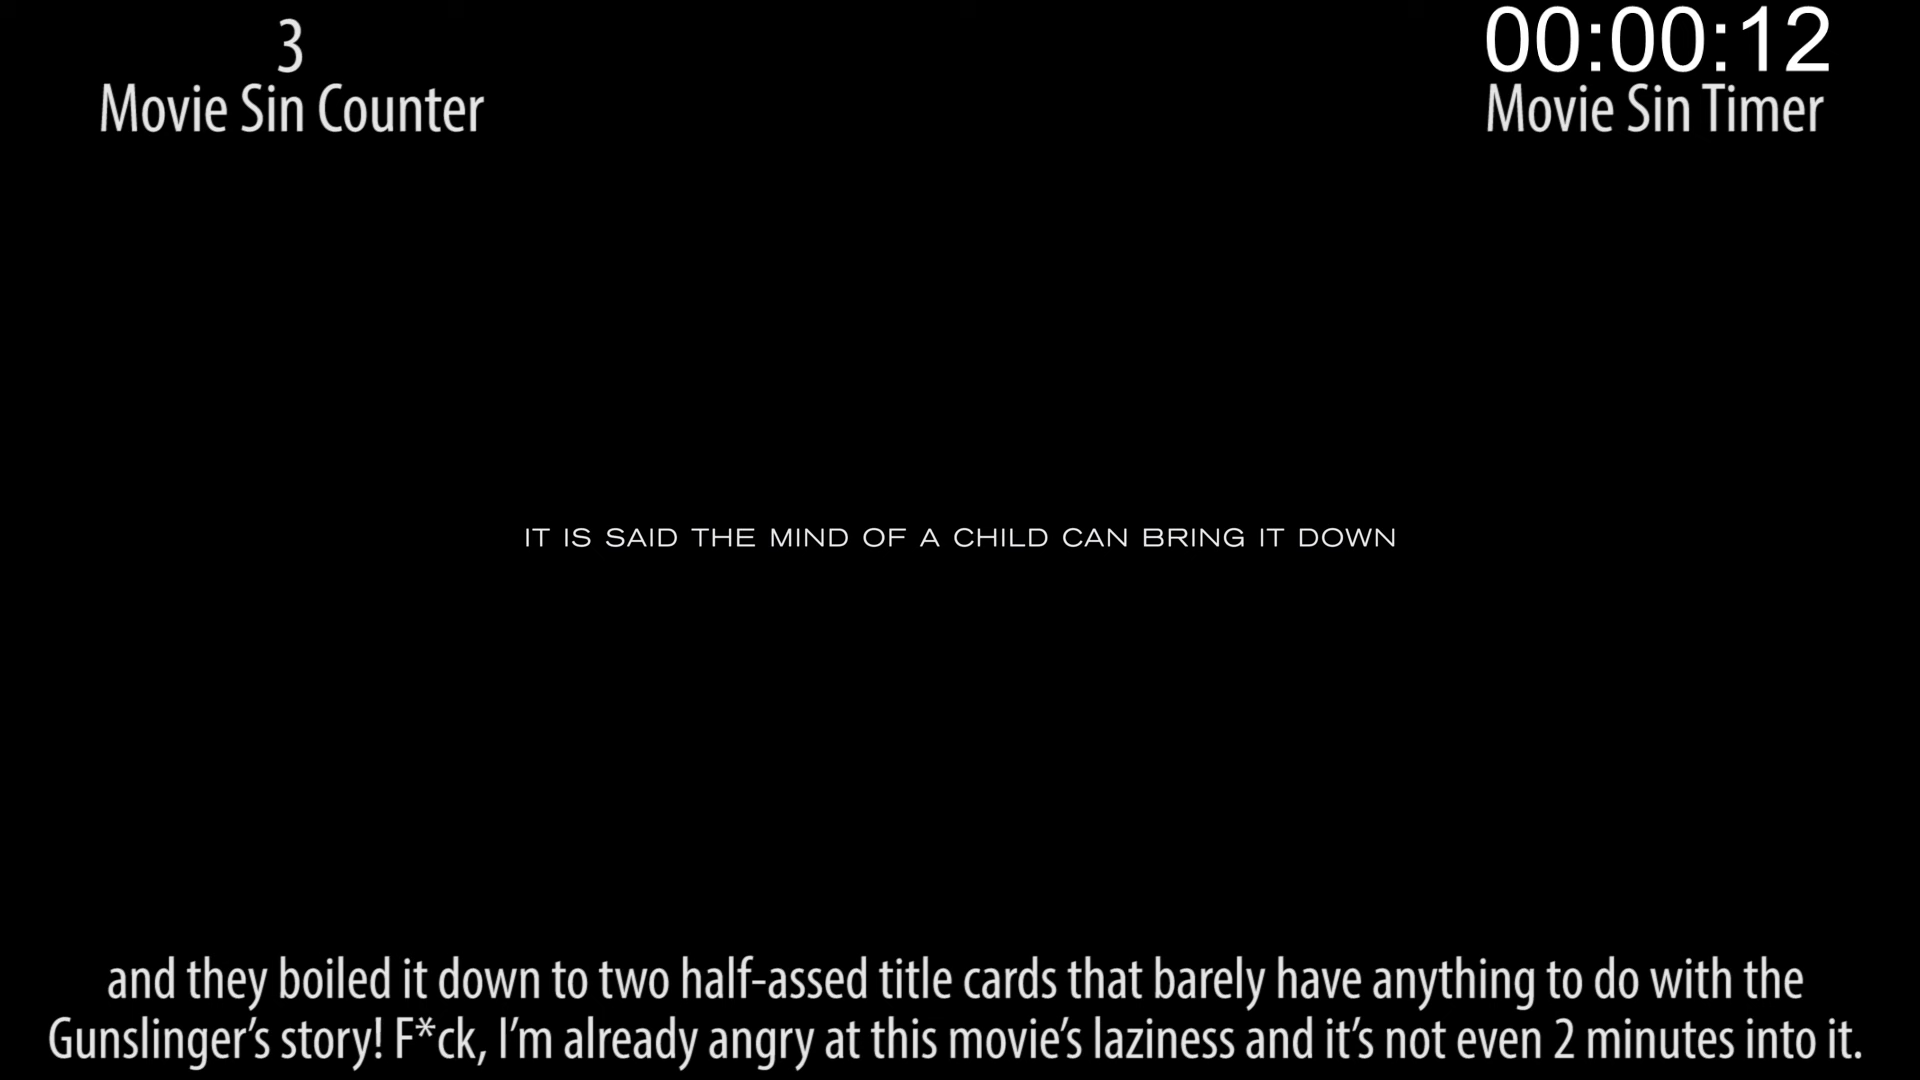 3
Movie Sin Counter
00:00:12
Movie Sin Timer
IT IS SAID THE MIND OF A CHILD CAN BRING IT DOWN
and they boiled it down to two half-assed title cards that barely have anything to do with the
Gunslinger’s story! F*ck, I’m already angry at this movie’s laziness and it’s not even 2 minutes into it.